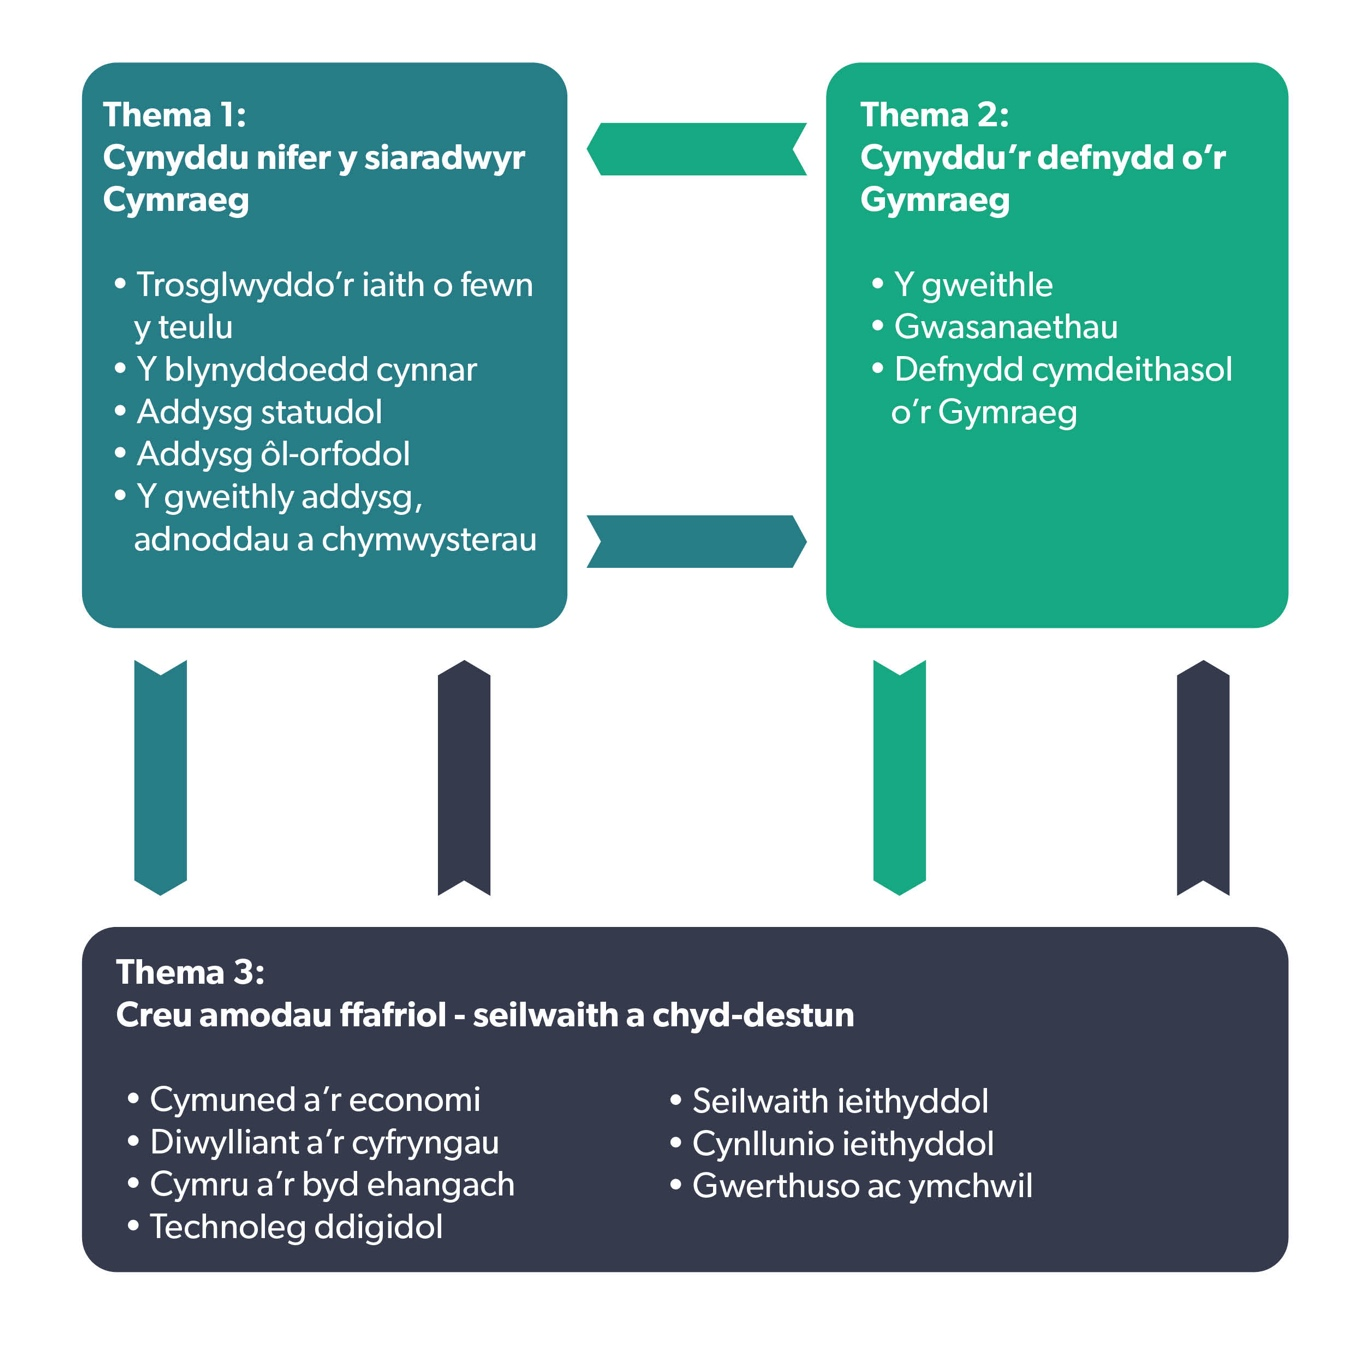 Thema 1:
Cynyddu nifer y siaradwyr
Cymraeg
• Trosglwyddo’r iaith o fewn
y teulu
• Y blynyddoedd cynnar
• Addysg statudol
• Addysg ôl-orfodol
• Y gweithly addysg,
adnoddau a chymwysterau
Thema 2:
Cynyddu’r defnydd o’r
Gymraeg
• Y gweithle
• Gwasanaethau
• Defnydd cymdeithasol
o’r Gymraeg
Thema 3:
Creu amodau ffafriol - seilwaith a chyd-destun
• Cymuned a’r economi
• Diwylliant a’r cyfryngau
• Cymru a’r byd ehangach
• Technoleg ddigidol
• Seilwaith ieithyddol
• Cynllunio ieithyddol
• Gwerthuso ac ymchwil